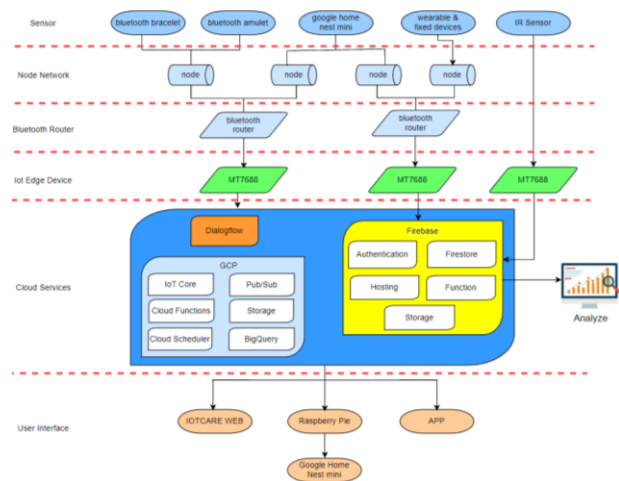 Sensor
bluetooth bracelet
bluetooth amulet
google home
nest mini
wearable &
fixed devices
IR Sensor
Node Network
node
node
node
node
Bluetooth Router
bluetooth
router
bluetooth
router
Iot Edge Device
MT7688
MT7688
MT7688
Cloud Services
Dialogflow
GCP
IoT Core
Pub/Sub
Cloud Functions
Storage
Cloud Scheduler
BigQuery
Firebase
Authentication
Firestore
Hosting
Function
Storage
Analyze
User Interface
IOTCARE WEB
Raspberry Pie
APP
Google Home
Nest mini